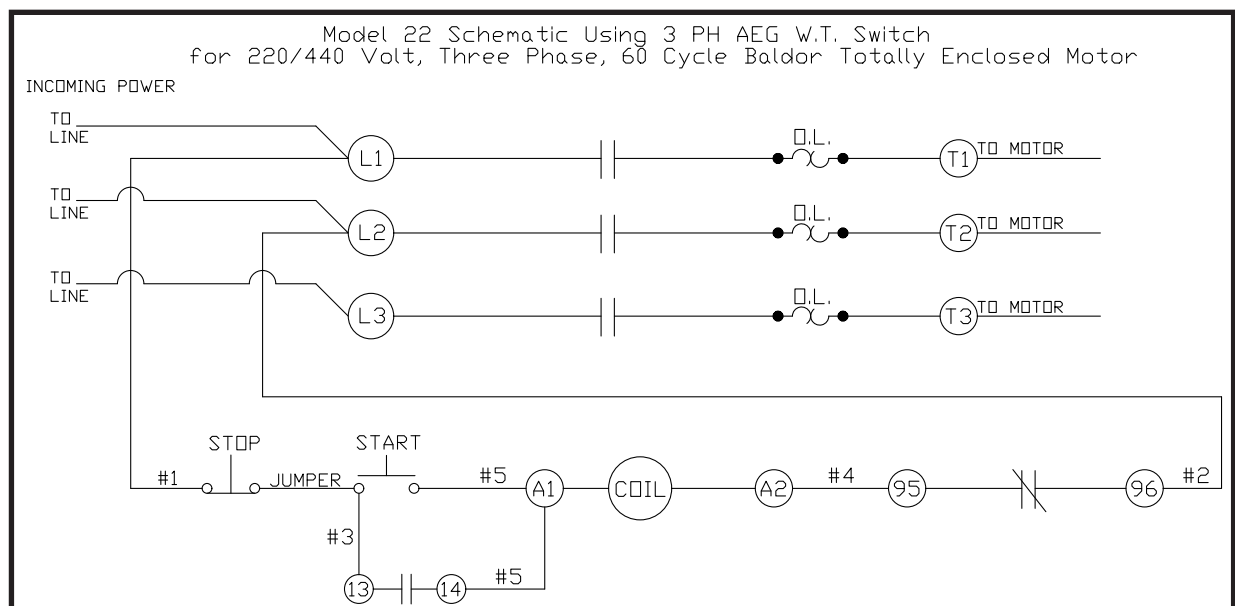 Model 22 Schematic Using 3 PH AEG W.T. Switch
for 220/440 Volt, Three Phase, 60 Cycle Baldor Totally Enclosed Motor
INCOMING POWER
TO
LINE
L1
O.L.
T1
TO MOTOR
TO
LINE
L2
O.L.
T2
TO MOTOR
TO
LINE
L3
O.L.
T3
TO MOTOR
STOP
START
#1
JUMPER
#5
A1
COIL
A2
#4
95
96
#2
#3
13
14
#5